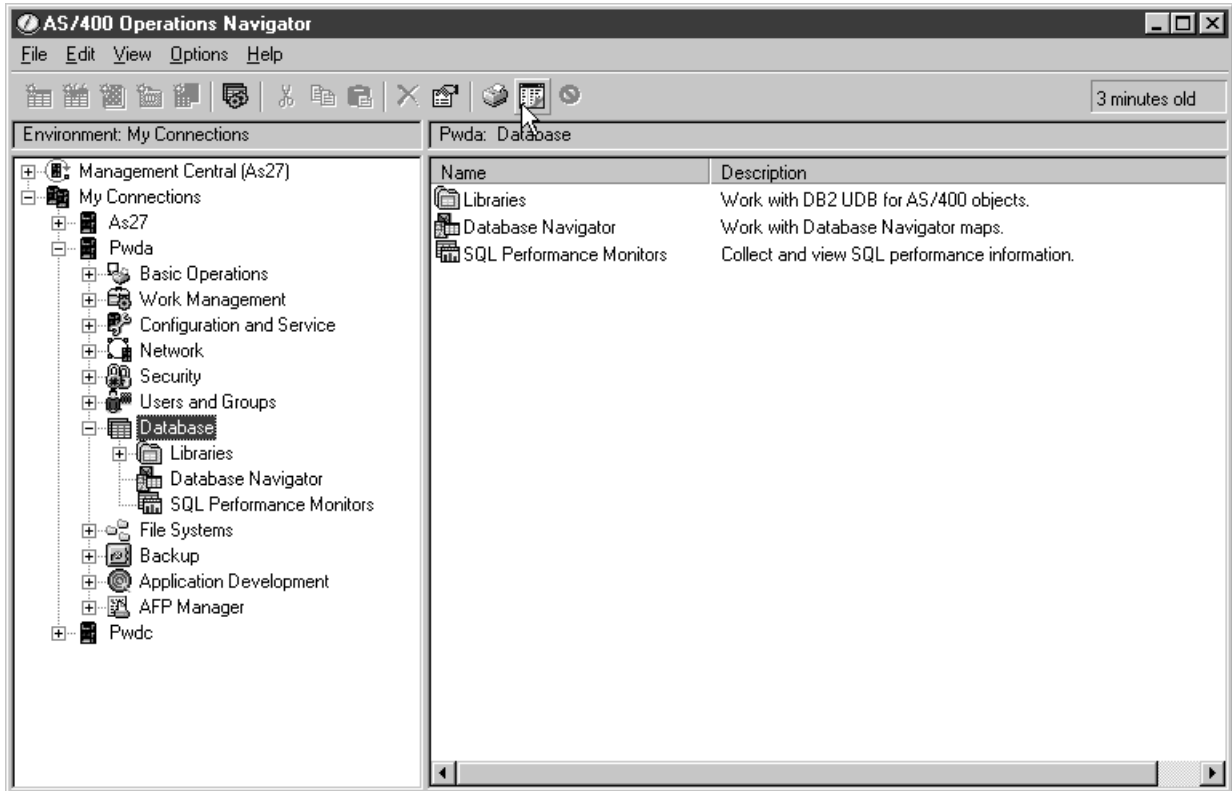 AS/400 Operations Navigator
File Edit View Options Help
3 minutes old
Environment: My Connections
Pwda: Database
Management Central (As27)
My Connections
As27
Pwda
Basic Operations
Work Management
Configuration and Service
Network
Security
Users and Groups
Database
Libraries
Database Navigator
SQL Performance Monitors
File Systems
Backup
Application Development
AFP Manager
Pwdc
Name Description
Libraries Work with DB2 UDB for AS/400 objects.
Database Navigator Work with Database Navigator maps.
SQL Performance Monitors Collect and view SQL performance information.